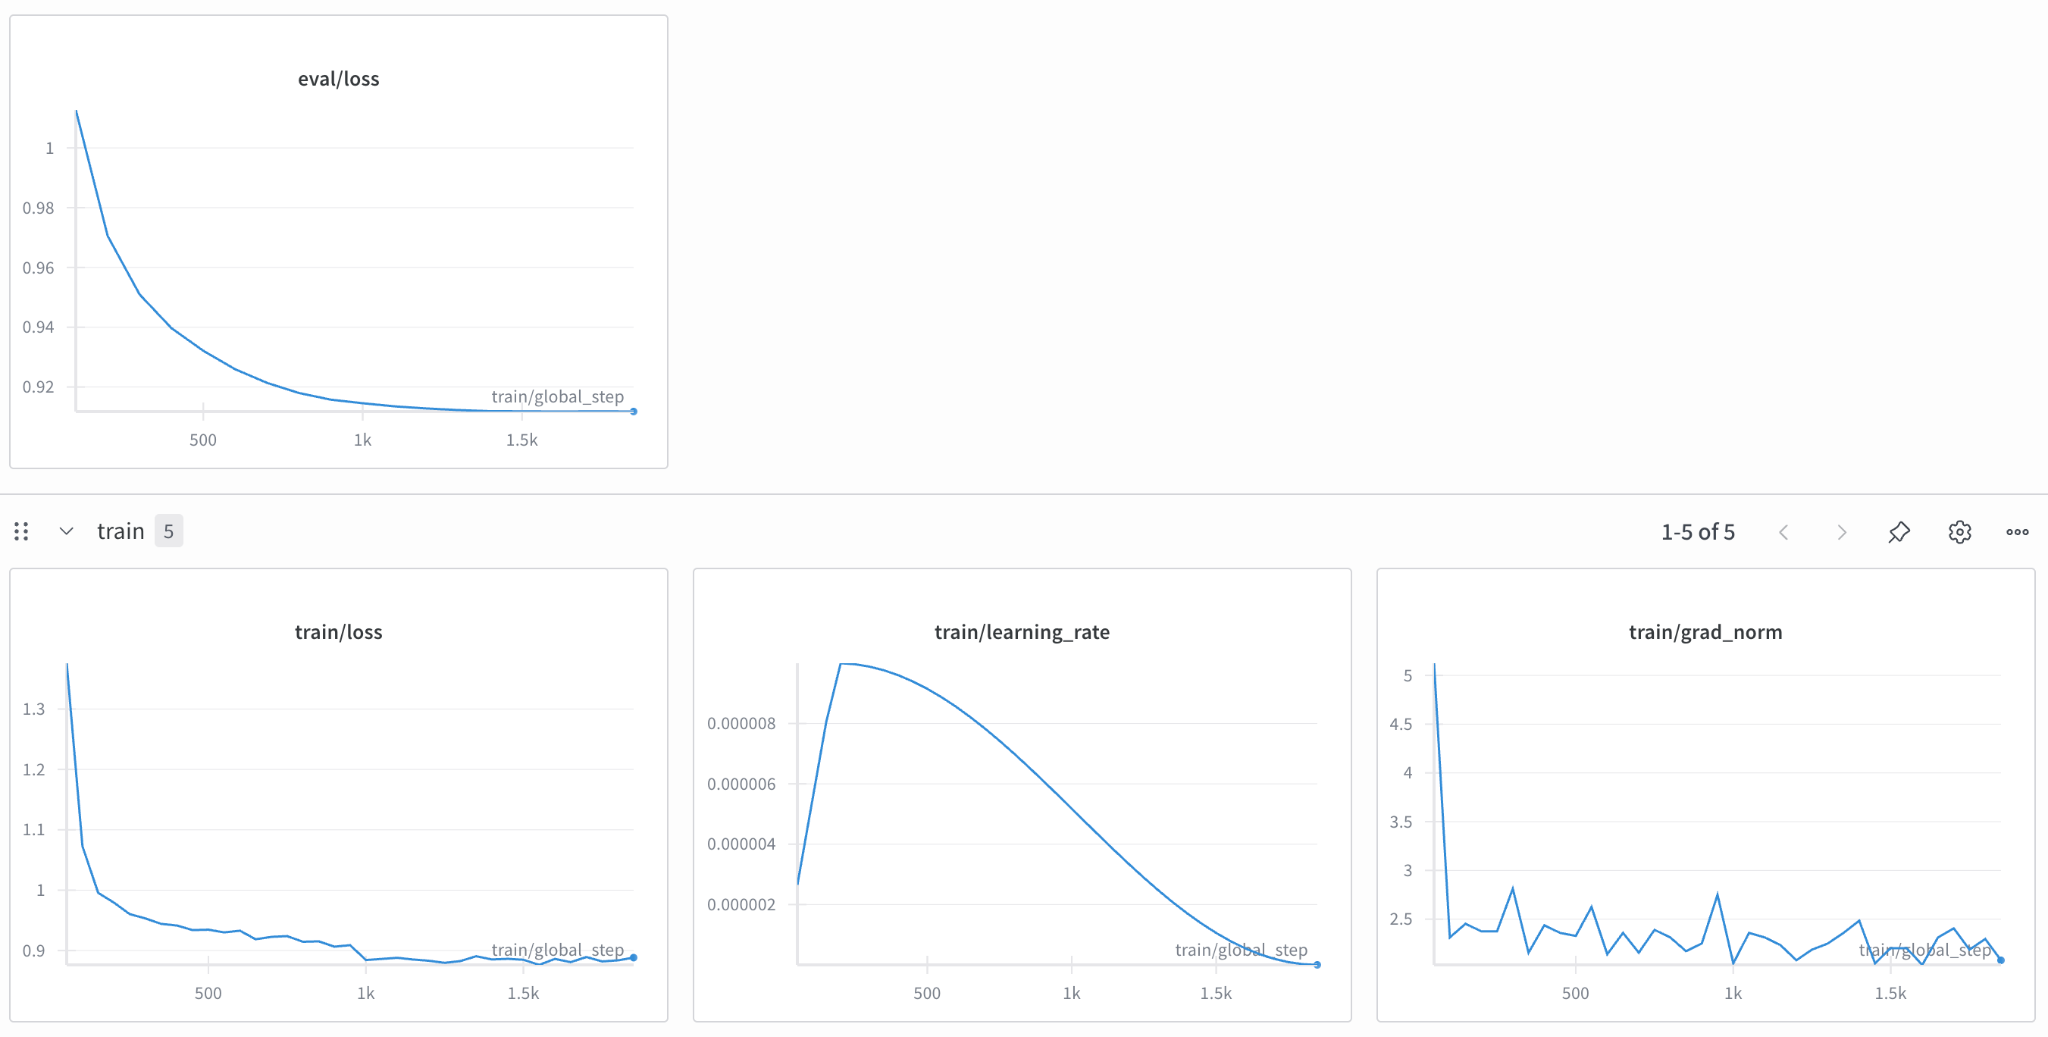 eval/loss
1
0.98
0.96
0.94
0.92
train/global_step
500 1k 1.5k
train 5
1-5 of 5
train/loss
1.3
1.2
1.1
1
0.9
train/global_step
500 1k 1.5k
train/learning_rate
0.000008
0.000006
0.000004
0.000002
train/global_step
500 1k 1.5k
train/grad_norm
5
4.5
4
3.5
3
2.5
train/global_step
500 1k 1.5k